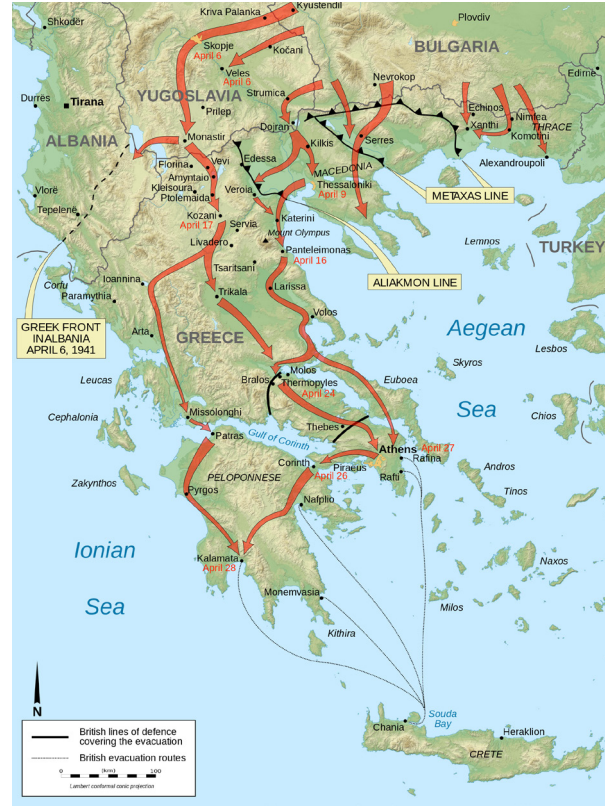 Shkodër
Kriva Palanka
Kyustendil
Plovdiv
Skopje
April 6
Kočani
BULGARIA
Veles
April 6
Nevrokop
Edirne
Durrës
Tirana
YUGOSLAVIA
Strumica
Prilep
Echinos
Nimfea
Doiran
Xanthi
Komotini
THRACE
ALBANIA
Monastir
Kilkis
Serres
Alexandroupoli
Florina
Vevi
Edessa
Amyntaio
MACEDONIA
Kleisoura
Ptolemaida
Veroia
Thessaloniki
April 9
METAXAS LINE
Vlorë
Tepelenë
Kozani
April 17
Servia
Katerini
Mount Olympus
Livadero
Panteleimonas
April 16
Lemnos
TURKEY
Tsaritsani
Corfu
Ioannina
Paramythia
Trikala
Larissa
ALIAKMON LINE
GREEK FRONT
INALBANIA
APRIL 6, 1941
Arta
GREECE
Volos
Aegean
Lesbos
Sea
Skyros
Leucas
Bralos
Molos
Thermopyles
April 24
Euboea
Chios
Cephalonia
Missolonghi
Thebes
Patras
Gulf of Corinth
Athens
April 27
Rafina
Corinth
April 26
Piraeus
Rafti
Andros
Zakynthos
PELOPONNESE
Pyrgos
Nafplio
Tinos
Ionian
Sea
Kalamata
April 28
Naxos
Monemvasia
Milos
Kithira
N
Souda
Bay
Chania
Heraklion
CRETE
British lines of defence
covering the evacuation
British evacuation routes
0 (km) 100
Lambert conformal conic projection